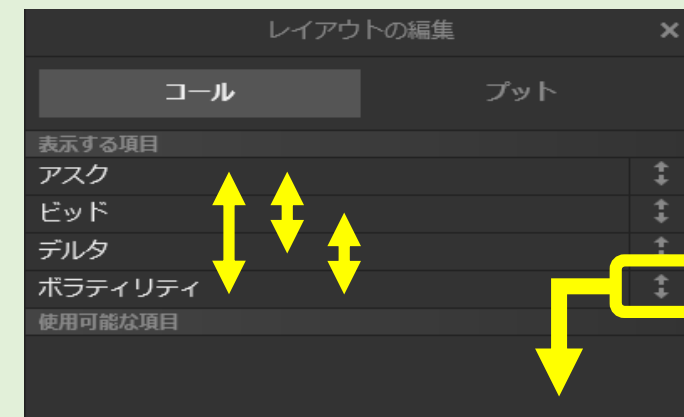 レイアウトの編集
コール
プット
表示する項目
アスク
ビッド
デルタ
ボラティリティ
使用可能な項目